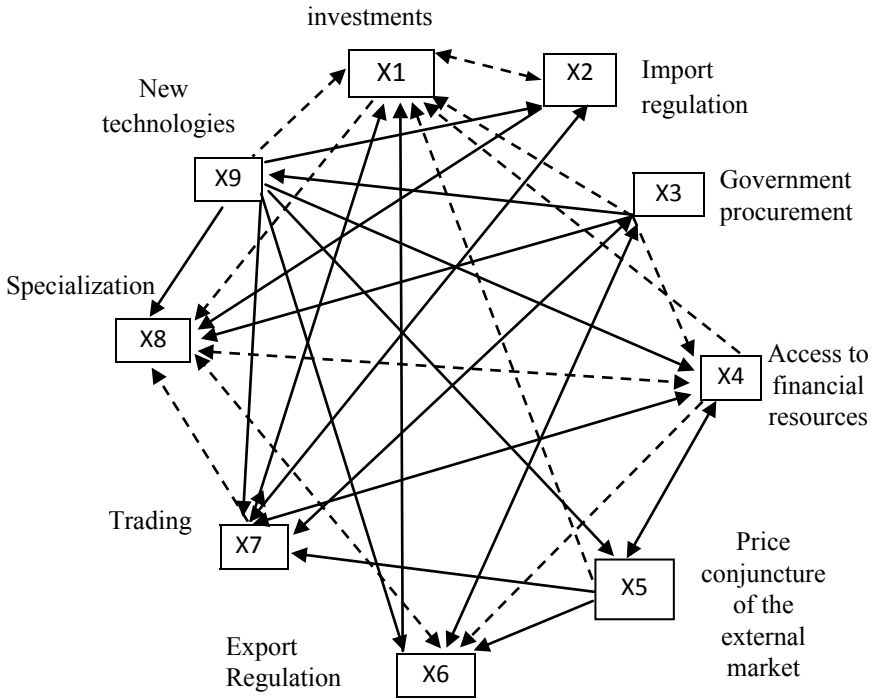 investments
X1
X2
Import
regulation
New
technologies
X9
X3
Government
procurement
Specialization
X8
X4
Access to
financial
resources
Trading
X7
X5
Price
conjuncture
of the
external
market
Export
Regulation
X6